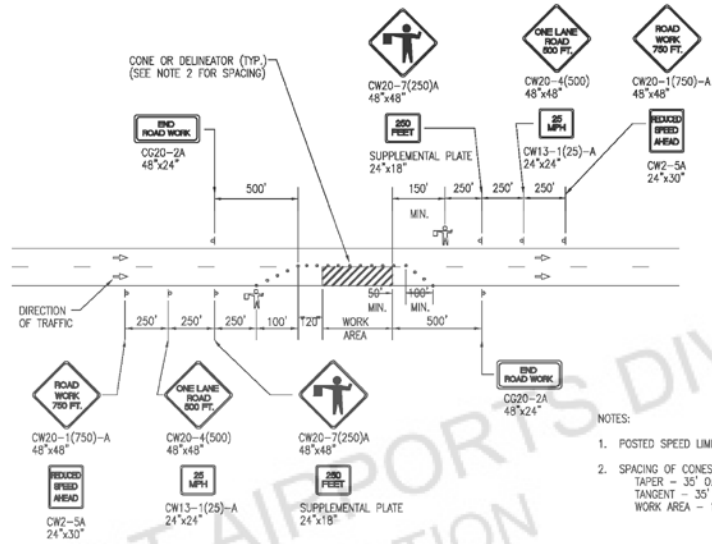 CONE OR DELINEATOR (TYP.)
(SEE NOTE 2 FOR SPACING)
CW20-7(250)A
48"x48"
ONE LANE
ROAD
500 FT.
CW20-4(500)
48"x48"
ROAD
WORK
750 FT.
CW20-1(750)-A
48"x48"
END
ROAD WORK
CG20-2A
48"x24"
250
FEET
SUPPLEMENTAL PLATE
24"x18"
25
MPH
CW13-1(25)-A
24"x24"
REDUCED
SPEED
AHEAD
CW2-5A
24"x30"
500'
150'
MIN.
250'
250'
250'
DIRECTION
OF TRAFFIC
250'
250'
250'
100'
120'
WORK
AREA
50'
MIN.
100'
MIN.
500'
END
ROAD WORK
CG20-2A
48"x24"
ROAD
WORK
750 FT.
CW20-1(750)-A
48"x48"
ONE LANE
ROAD
500 FT.
CW20-4(500)
48"x48"
CW20-7(250)A
48"x48"
REDUCED
SPEED
AHEAD
CW2-5A
24"x30"
25
MPH
CW13-1(25)-A
24"x24"
250
FEET
SUPPLEMENTAL PLATE
24"x18"
NOTES:
1. POSTED SPEED LIM
2. SPACING OF CONES
TAPER – 35' O.
TANGENT – 35'
WORK AREA –
AIRPORTS DIV